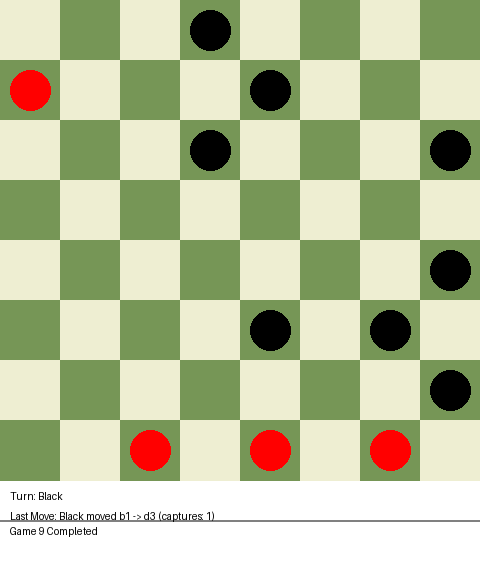 Turn: Black
Last Move: Black moved b1 -> d3 (captures: 1)
Game 9 Completed